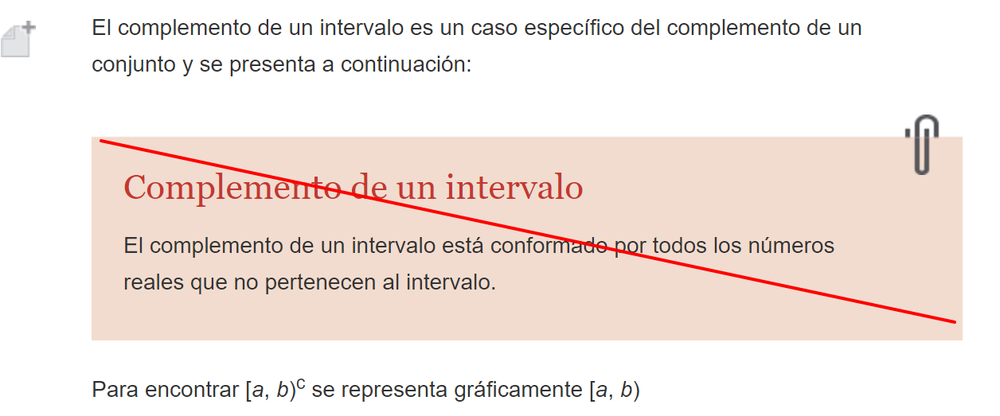 El complemento de un intervalo es un caso específico del complemento de un
conjunto y se presenta a continuación:
Complemento de un intervalo
El complemento de un intervalo está conformado por todos los números
reales que no pertenecen al intervalo.
Para encontrar [a, b)ᶜ se representa gráficamente [a, b)